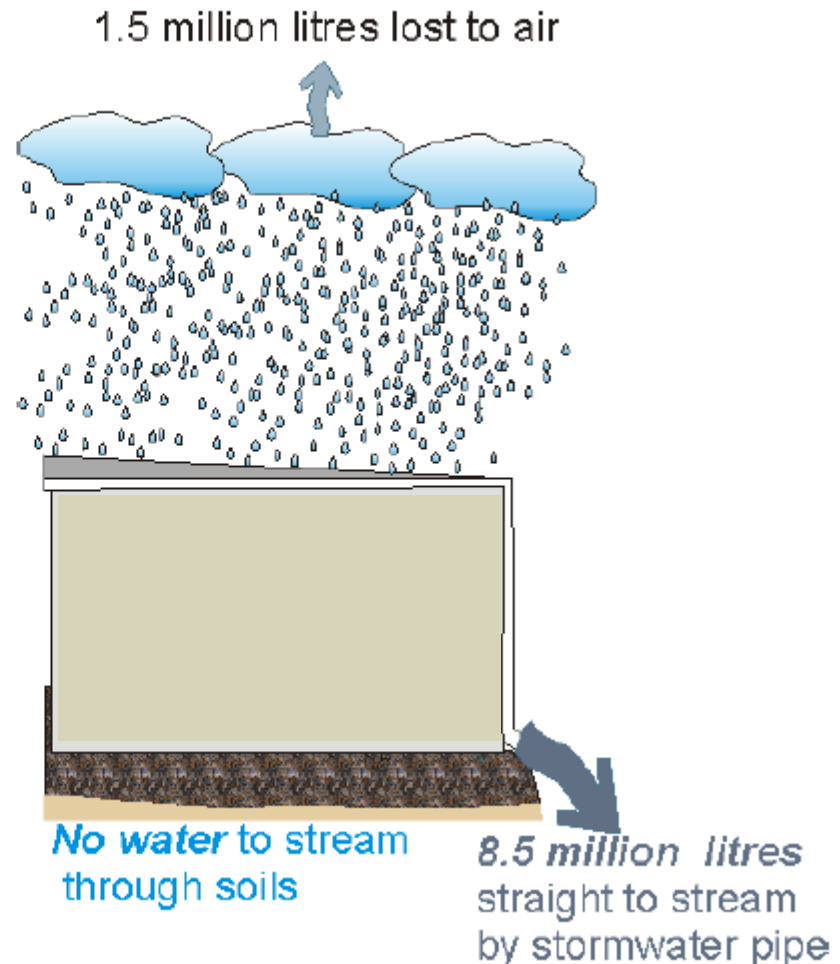 1.5 million litres lost to air
No water to stream
through soils
8.5 million litres
straight to stream
by stormwater pipe